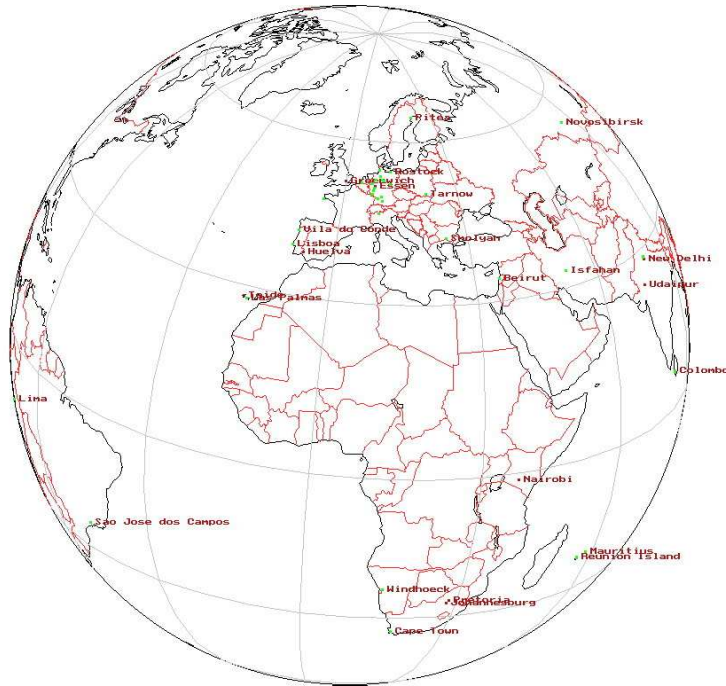 Pitea
Novosibirsk
Rostock
Greenwich
Essen
Tarnow
Vila do Conde
Smolyan
Lisboa
Huelva
New Delhi
Isfahan
Beirut
Udaipur
Las Palmas
Colombo
Lima
Nairobi
Sao Jose dos Campos
Mauritius
Reunion Island
Windhoeck
Pretoria
Johannesburg
Cape Town